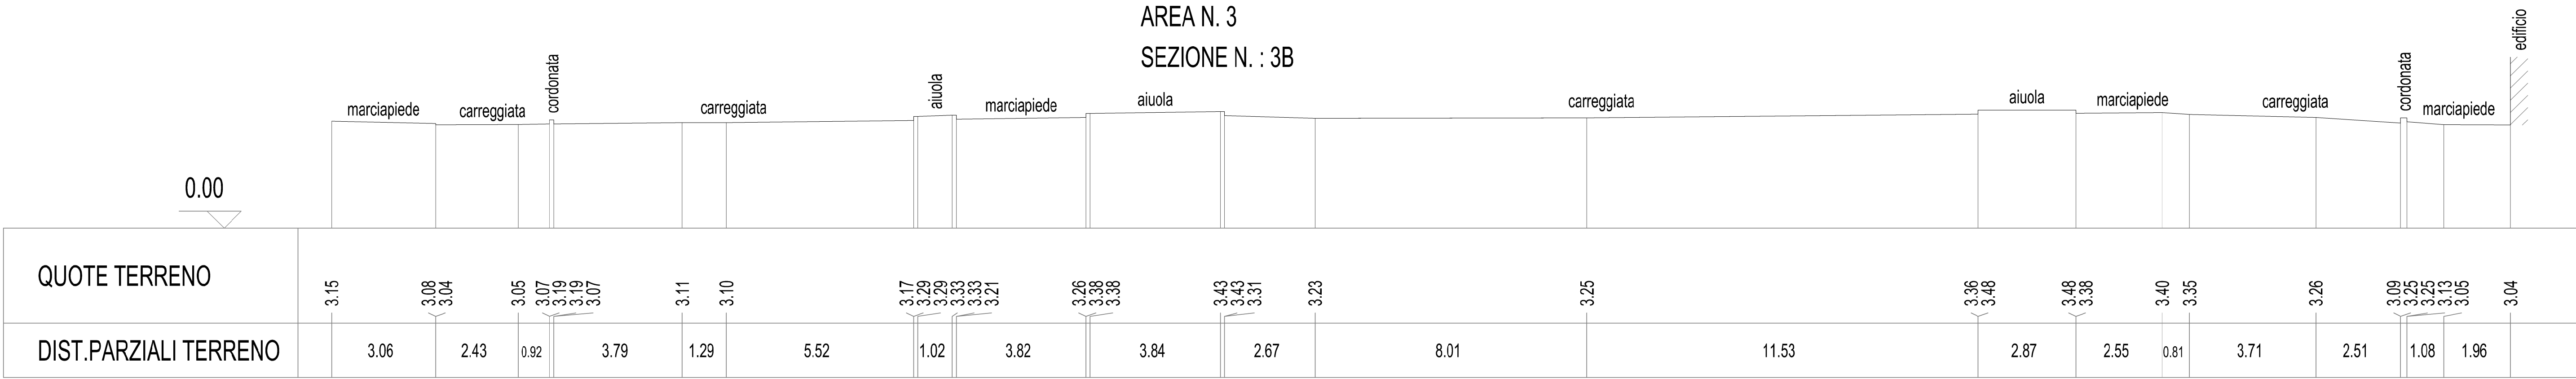 AREA N. 3
SEZIONE N. : 3B
marciapiede carreggiata cordonata carreggiata aiuola marciapiede aiuola carreggiata aiuola marciapiede carreggiata cordonata marciapiede edificio
0.00
QUOTE TERRENO 3.15 3.08 3.04 3.05 3.07 3.19 3.19 3.07 3.11 3.10 3.17 3.29 3.29 3.33 3.33 3.21 3.26 3.38 3.38 3.43 3.43 3.31 3.23 3.25 3.36 3.48 3.48 3.38 3.40 3.35 3.26 3.09 3.25 3.25 3.13 3.05 3.04
DIST.PARZIALI TERRENO 3.06 2.43 0.92 3.79 1.29 5.52 1.02 3.82 3.84 2.67 8.01 11.53 2.87 2.55 0.81 3.71 2.51 1.08 1.96